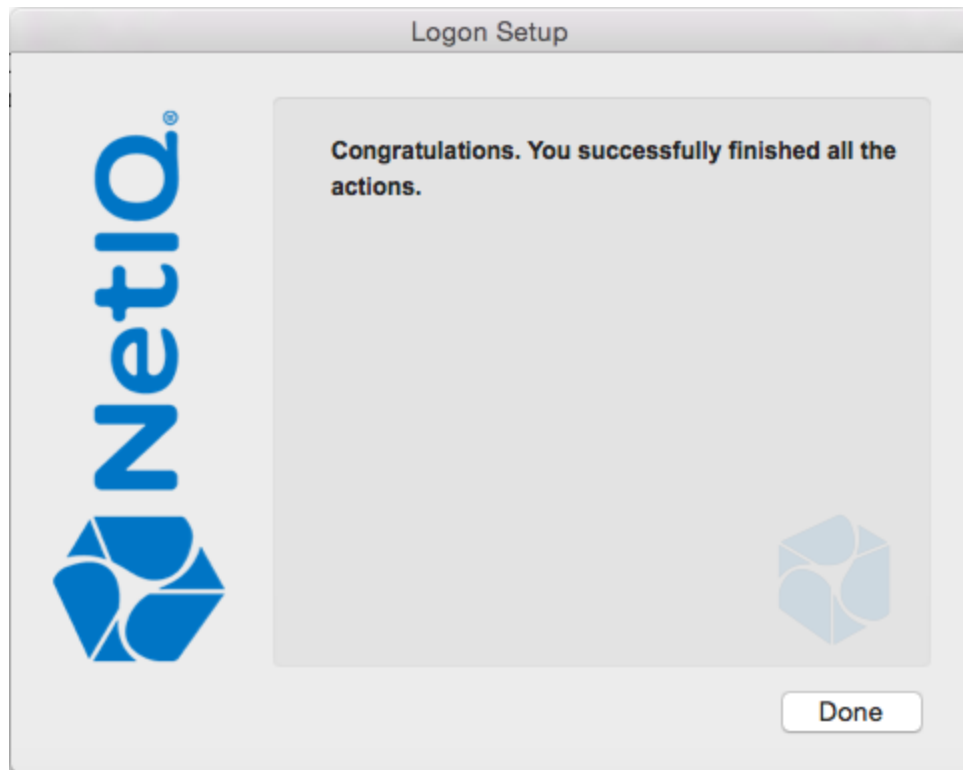 Logon Setup
NetIQ®
Congratulations. You successfully finished all the
actions.
Done